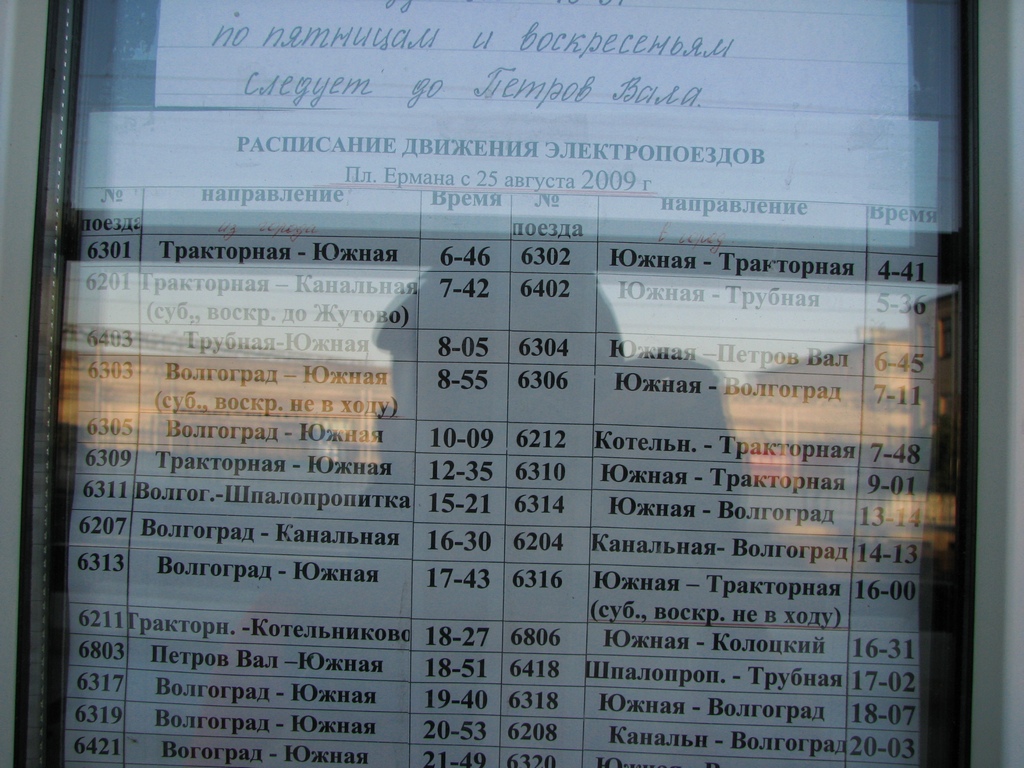 по пятницам и воскресеньям
следует до Петров Вала.
РАСПИСАНИЕ ДВИЖЕНИЯ ЭЛЕКТРОПОЕЗДОВ
Пл. Ермана с 25 августа 2009 г
№ направление Время № направление Время
поезда из города поезда в город
6301 Тракторная - Южная 6-46 6302 Южная - Тракторная 4-41
6201 Тракторная – Канальная 7-42 6402 Южная - Трубная 5-36
(суб., воскр. до Жутово)
6403 Трубная-Южная 8-05 6304 Южная –Петров Вал 6-45
6303 Волгоград – Южная 8-55 6306 Южная - Волгоград 7-11
(суб., воскр. не в ходу)
6305 Волгоград - Южная 10-09 6212 Котельн. - Тракторная 7-48
6309 Тракторная - Южная 12-35 6310 Южная - Тракторная 9-01
6311 Волгог.-Шпалопропитка 15-21 6314 Южная - Волгоград 13-14
6207 Волгоград - Канальная 16-30 6204 Канальная- Волгоград 14-13
6313 Волгоград - Южная 17-43 6316 Южная – Тракторная 16-00
(суб., воскр. не в ходу)
6211 Тракторн. -Котельниково 18-27 6806 Южная - Колоцкий 16-31
6803 Петров Вал –Южная 18-51 6418 Шпалопроп. - Трубная 17-02
6317 Волгоград - Южная 19-40 6318 Южная - Волгоград 18-07
6319 Волгоград - Южная 20-53 6208 Канальн - Волгоград 20-03
6421 Вогоград - Южная 21-49 6320